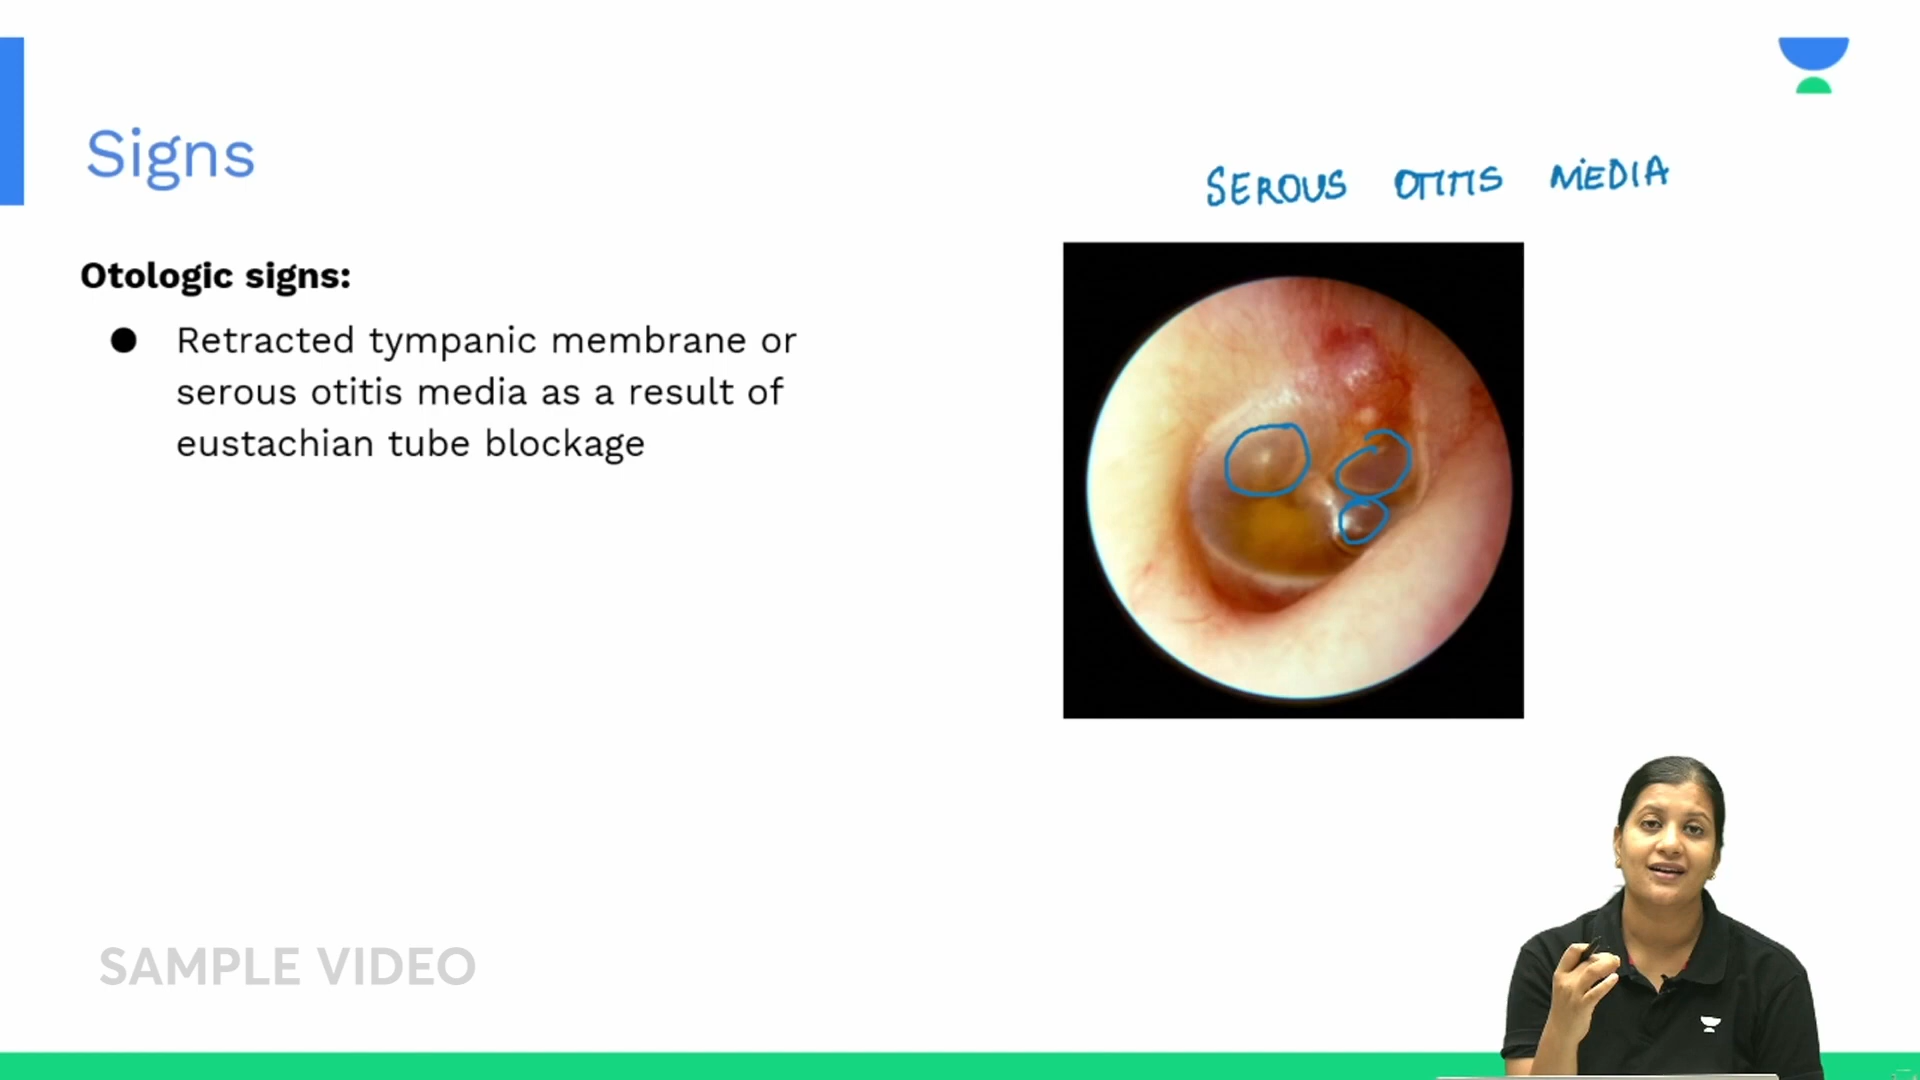 Signs
SEROUS OTITIS MEDIA
Otologic signs:
● Retracted tympanic membrane or
serous otitis media as a result of
eustachian tube blockage
SAMPLE VIDEO